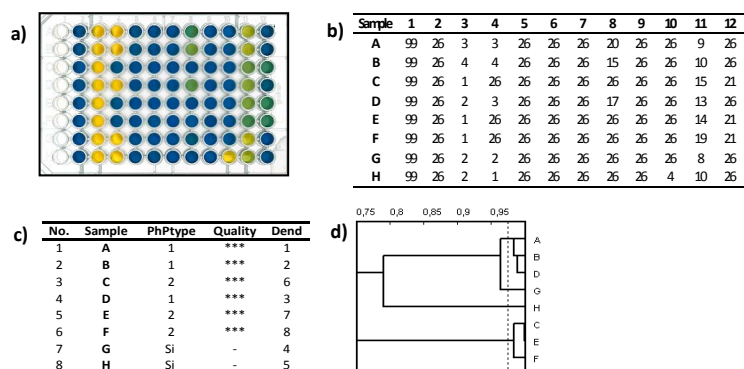 a)
b)
Sample 1 2 3 4 5 6 7 8 9 10 11 12
A 99 26 3 3 26 26 26 20 26 26 9 26
B 99 26 4 4 26 26 26 15 26 26 10 26
C 99 26 1 26 26 26 26 26 26 26 15 21
D 99 26 2 3 26 26 26 17 26 26 13 26
E 99 26 1 26 26 26 26 26 26 26 14 21
F 99 26 1 26 26 26 26 26 26 26 19 21
G 99 26 2 2 26 26 26 26 26 26 8 26
H 99 26 2 1 26 26 26 26 26 4 10 26
c)
No. Sample PhPtype Quality Dend
1 A 1 *** 1
2 B 1 *** 2
3 C 2 *** 6
4 D 1 *** 3
5 E 2 *** 7
6 F 2 *** 8
7 G Si - 4
8 H Si - 5
d)
0,75 0,8 0,85 0,9 0,95
A
B
D
G
H
C
E
F